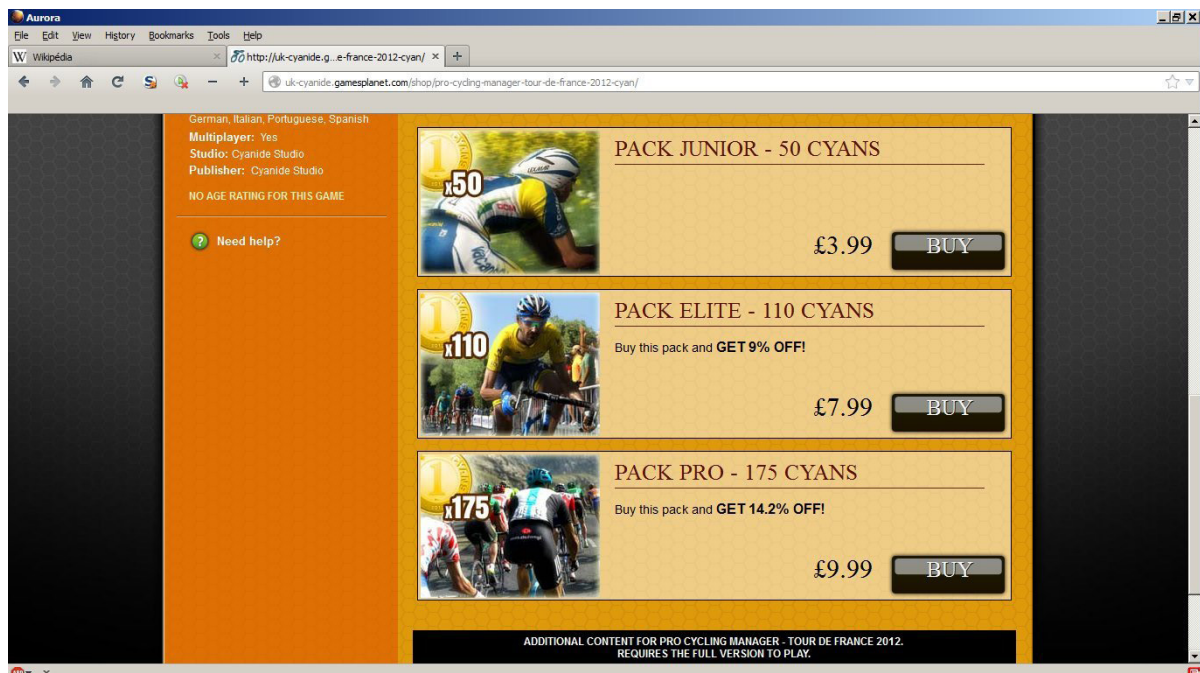 Aurora
File Edit View History Bookmarks Tools Help
W Wikipédia
http://uk-cyanide.g...e-france-2012-cyan/
uk-cyanide.gamesplanet.com/shop/pro-cycling-manager-tour-de-france-2012-cyan/
German, Italian, Portuguese, Spanish
Multiplayer: Yes
Studio: Cyanide Studio
Publisher: Cyanide Studio
NO AGE RATING FOR THIS GAME
? Need help?
1
x50
PACK JUNIOR - 50 CYANS
£3.99 BUY
1
x110
PACK ELITE - 110 CYANS
Buy this pack and GET 9% OFF!
£7.99 BUY
1
x175
PACK PRO - 175 CYANS
Buy this pack and GET 14.2% OFF!
£9.99 BUY
ADDITIONAL CONTENT FOR PRO CYCLING MANAGER - TOUR DE FRANCE 2012.
REQUIRES THE FULL VERSION TO PLAY.